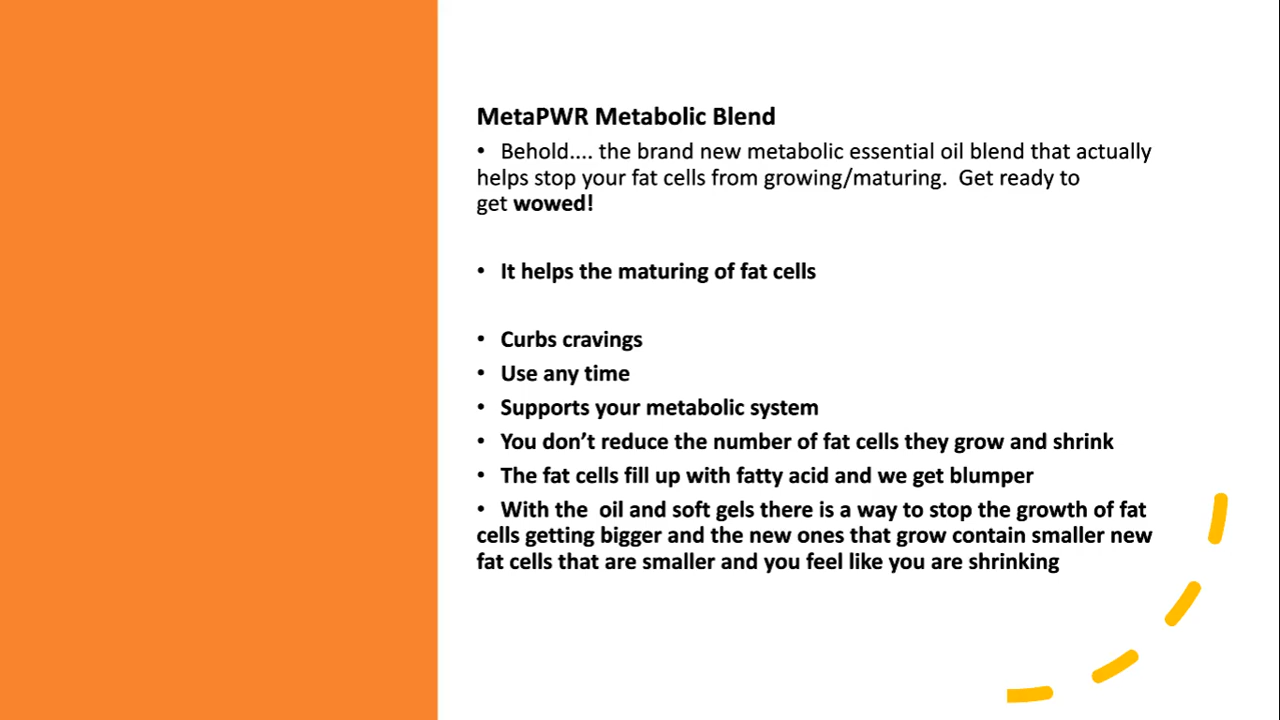 MetaPWR Metabolic Blend
• Behold.... the brand new metabolic essential oil blend that actually
helps stop your fat cells from growing/maturing.  Get ready to
get wowed!
• It helps the maturing of fat cells
• Curbs cravings
• Use any time
• Supports your metabolic system
• You don’t reduce the number of fat cells they grow and shrink
• The fat cells fill up with fatty acid and we get blumper
• With the  oil and soft gels there is a way to stop the growth of fat
cells getting bigger and the new ones that grow contain smaller new
fat cells that are smaller and you feel like you are shrinking